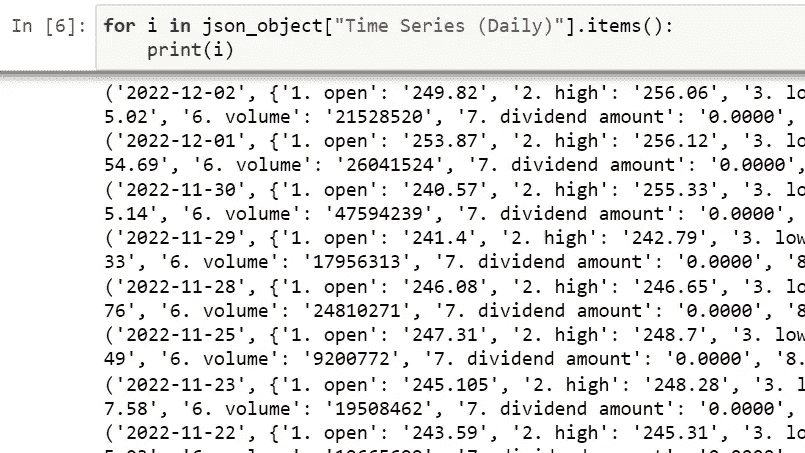 In [6]: for i in json_object["Time Series (Daily)"].items():
print(i)
('2022-12-02', {'1. open': '249.82', '2. high': '256.06', '3. lo
5.02', '6. volume': '21528520', '7. dividend amount': '0.0000',
('2022-12-01', {'1. open': '253.87', '2. high': '256.12', '3. lo
54.69', '6. volume': '26041524', '7. dividend amount': '0.0000',
('2022-11-30', {'1. open': '240.57', '2. high': '255.33', '3. lo
5.14', '6. volume': '47594239', '7. dividend amount': '0.0000',
('2022-11-29', {'1. open': '241.4', '2. high': '242.79', '3. low
33', '6. volume': '17956313', '7. dividend amount': '0.0000', '8
('2022-11-28', {'1. open': '246.08', '2. high': '246.65', '3. lo
76', '6. volume': '24810271', '7. dividend amount': '0.0000', '8
('2022-11-25', {'1. open': '247.31', '2. high': '248.7', '3. low
49', '6. volume': '9200772', '7. dividend amount': '0.0000', '8.
('2022-11-23', {'1. open': '245.105', '2. high': '248.28', '3. l
7.58', '6. volume': '19508462', '7. dividend amount': '0.0000',
('2022-11-22', {'1. open': '243.59', '2. high': '245.31', '3. lo